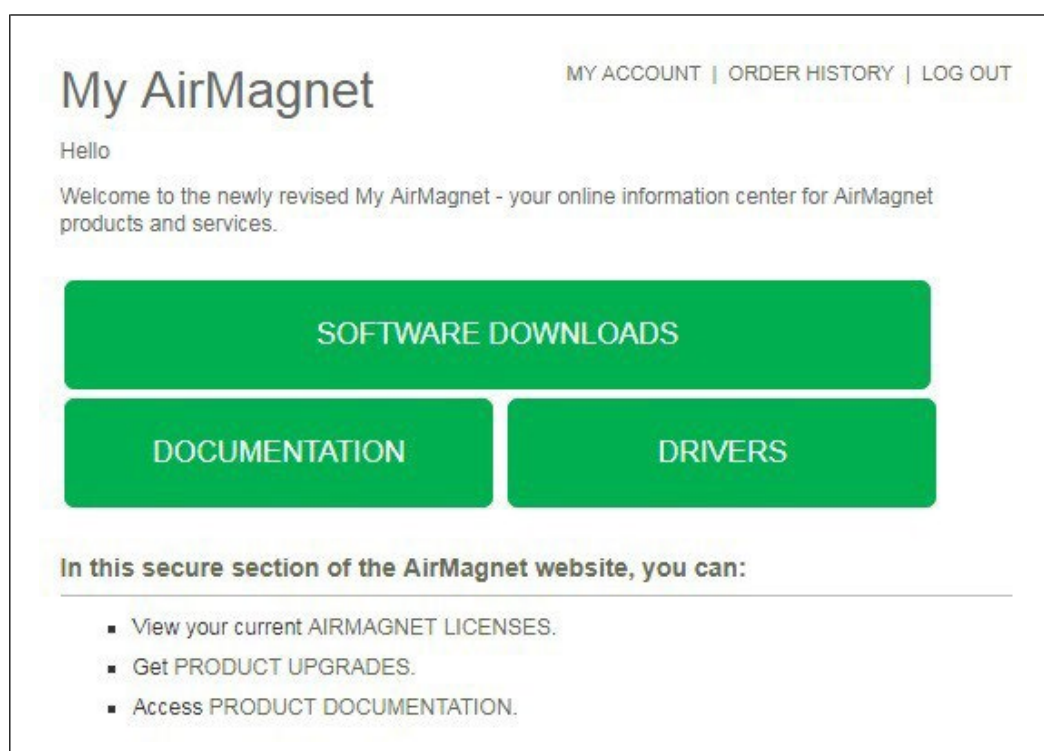 My AirMagnet
MY ACCOUNT | ORDER HISTORY | LOG OUT
Hello
Welcome to the newly revised My AirMagnet - your online information center for AirMagnet
products and services.
SOFTWARE DOWNLOADS
DOCUMENTATION
DRIVERS
In this secure section of the AirMagnet website, you can:
▪ View your current AIRMAGNET LICENSES.
▪ Get PRODUCT UPGRADES.
▪ Access PRODUCT DOCUMENTATION.